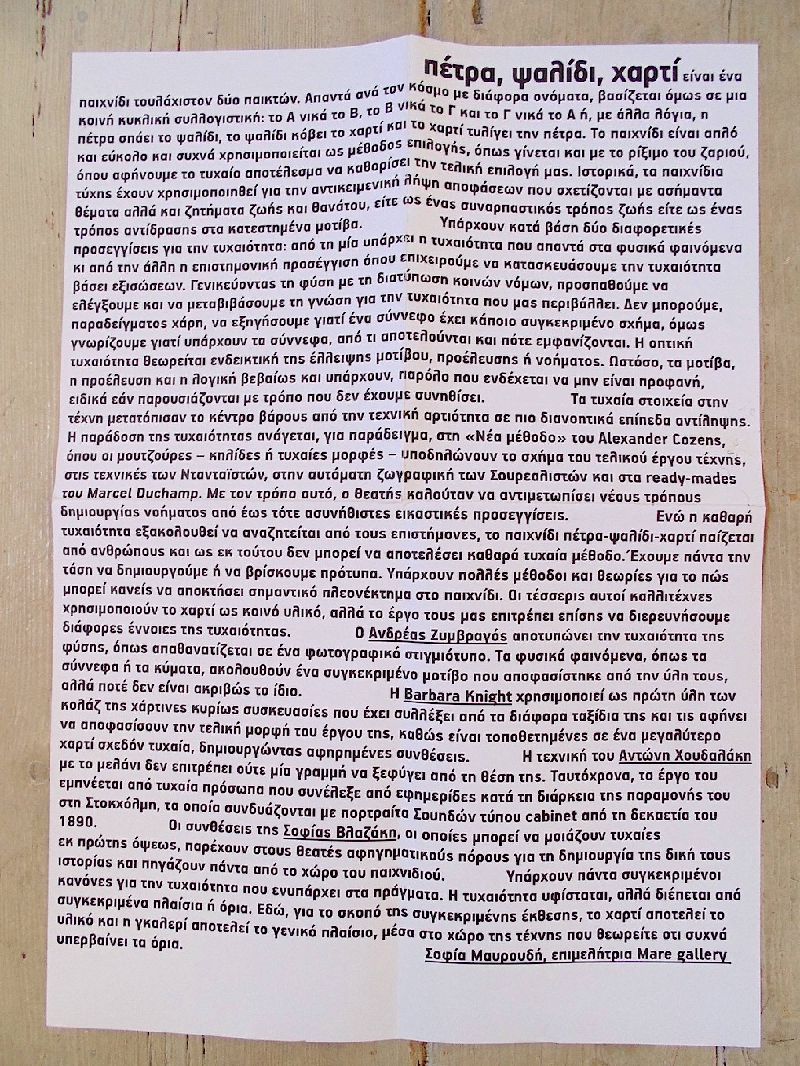 πέτρα, ψαλίδι, χαρτί είναι ένα
παιχνίδι τουλάχιστον δύο παικτών. Απαντά ανά τον κόσμο με διάφορα ονόματα, βασίζεται όμως σε μια
κοινή κυκλική συλλογιστική: το Α νικά το Β, το Β νικά το Γ και το Γ νικά το Α ή, με άλλα λόγια, η
πέτρα σπάει το ψαλίδι, το ψαλίδι κόβει το χαρτί και το χαρτί τυλίγει την πέτρα. Το παιχνίδι είναι απλό
και εύκολο και συχνά χρησιμοποιείται ως μέθοδος επιλογής, όπως γίνεται και με το ρίξιμο του ζαριού,
όπου αφήνουμε το τυχαίο αποτέλεσμα να καθαρίσει την τελική επιλογή μας. Ιστορικά, τα παιχνίδια
τύχης έχουν χρησιμοποιηθεί για την αντικειμενική λήψη αποφάσεων που σχετίζονται με ασήμαντα
θέματα αλλά και ζητήματα ζωής και θανάτου, είτε ως ένας συναρπαστικός τρόπος ζωής είτε ως ένας
τρόπος αντίδρασης στα κατεστημένα μοτίβα. Υπάρχουν κατά βάση δύο διαφορετικές
προσεγγίσεις για την τυχαιότητα: από τη μία υπάρχει η τυχαιότητα που απαντά στα φυσικά φαινόμενα
κι από την άλλη η επιστημονική προσέγγιση όπου επιχειρούμε να κατασκευάσουμε την τυχαιότητα
βάσει εξισώσεων. Γενικεύοντας τη φύση με τη διατύπωση κοινών νόμων, προσπαθούμε να
ελέγξουμε και να μεταβιβάσουμε τη γνώση για την τυχαιότητα που μας περιβάλλει. Δεν μπορούμε,
παραδείγματος χάρη, να εξηγήσουμε γιατί ένα σύννεφο έχει κάποιο συγκεκριμένο σχήμα, όμως
γνωρίζουμε γιατί υπάρχουν τα σύννεφα, από τι αποτελούνται και πότε εμφανίζονται. Η οπτική
τυχαιότητα θεωρείται ενδεικτική της έλλειψης μοτίβου, προέλευσης ή νοήματος. Ωστόσο, τα μοτίβα,
η προέλευση και η λογική βεβαίως και υπάρχουν, παρόλο που ενδέχεται να μην είναι προφανή,
ειδικά εάν παρουσιάζονται με τρόπο που δεν έχουμε συνηθίσει. Τα τυχαία στοιχεία στην
τέχνη μετατόπισαν το κέντρο βάρους από την τεχνική αρτιότητα σε πιο διανοητικά επίπεδα αντίληψης.
Η παράδοση της τυχαιότητας ανάγεται, για παράδειγμα, στη «Νέα μέθοδο» του Alexander Cozens,
όπου οι μουτζούρες – κηλίδες ή τυχαίες μορφές – υποδηλώνουν το σχήμα του τελικού έργου τέχνης,
στις τεχνικές των Ντανταϊστών, στην αυτόματη ζωγραφική των Σουρεαλιστών και στα ready-mades
του Marcel Duchamp. Με τον τρόπο αυτό, ο θεατής καλούταν να αντιμετωπίσει νέους τρόπους
δημιουργίας νοήματος από έως τότε ασυνήθιστες εικαστικές προσεγγίσεις. Ενώ η καθαρή
τυχαιότητα εξακολουθεί να αναζητείται από τους επιστήμονες, το παιχνίδι πέτρα-ψαλίδι-χαρτί παίζεται
από ανθρώπους και ως εκ τούτου δεν μπορεί να αποτελέσει καθαρά τυχαία μέθοδο. Έχουμε πάντα την
τάση να δημιουργούμε ή να βρίσκουμε πρότυπα. Υπάρχουν πολλές μέθοδοι και θεωρίες για το πώς
μπορεί κανείς να αποκτήσει σημαντικό πλεονέκτημα στο παιχνίδι. Οι τέσσερις αυτοί καλλιτέχνες
χρησιμοποιούν το χαρτί ως κοινό υλικό, αλλά το έργο τους μας επιτρέπει επίσης να διερευνήσουμε
διάφορες έννοιες της τυχαιότητας. Ο Ανδρέας Ζυμβραγός αποτυπώνει την τυχαιότητα της
φύσης, όπως απαθανατίζεται σε ένα φωτογραφικό στιγμιότυπο. Τα φυσικά φαινόμενα, όπως τα
σύννεφα ή τα κύματα, ακολουθούν ένα συγκεκριμένο μοτίβο που αποφασίστηκε από την ύλη τους,
αλλά ποτέ δεν είναι ακριβώς το ίδιο. Η Barbara Knight χρησιμοποιεί ως πρώτη ύλη των
κολάζ της χάρτινες κυρίως συσκευασίες που έχει συλλέξει από τα διάφορα ταξίδια της και τις αφήνει
να αποφασίσουν την τελική μορφή του έργου της, καθώς είναι τοποθετημένες σε ένα μεγαλύτερο
χαρτί σχεδόν τυχαία, δημιουργώντας αφηρημένες συνθέσεις. Η τεχνική του Αντώνη Χουδαλάκη
με το μελάνι δεν επιτρέπει ούτε μία γραμμή να ξεφύγει από τη θέση της. Ταυτόχρονα, το έργο του
εμπνέεται από τυχαία πρόσωπα που συνέλεξε από εφημερίδες κατά τη διάρκεια της παραμονής του
στη Στοκχόλμη, τα οποία συνδυάζονται με πορτραίτα Σουηδών τύπου cabinet από τη δεκαετία του
1890. Οι συνθέσεις της Σοφίας Βλαζάκη, οι οποίες μπορεί να μοιάζουν τυχαίες
εκ πρώτης όψεως, παρέχουν στους θεατές αφηγηματικούς πόρους για τη δημιουργία της δική τους
ιστορίας και πηγάζουν πάντα από το χώρο του παιχνιδιού. Υπάρχουν πάντα συγκεκριμένοι
κανόνες για την τυχαιότητα που ενυπάρχει στα πράγματα. Η τυχαιότητα υφίσταται, αλλά διέπεται από
συγκεκριμένα πλαίσια ή όρια. Εδώ, για το σκοπό της συγκεκριμένης έκθεσης, το χαρτί αποτελεί το
υλικό και η γκαλερί αποτελεί το γενικό πλαίσιο, μέσα στο χώρο της τέχνης που θεωρείτε οτι συχνά
υπερβαίνει τα όρια.
Σοφία Μαυρουδή, επιμελήτρια Mare gallery